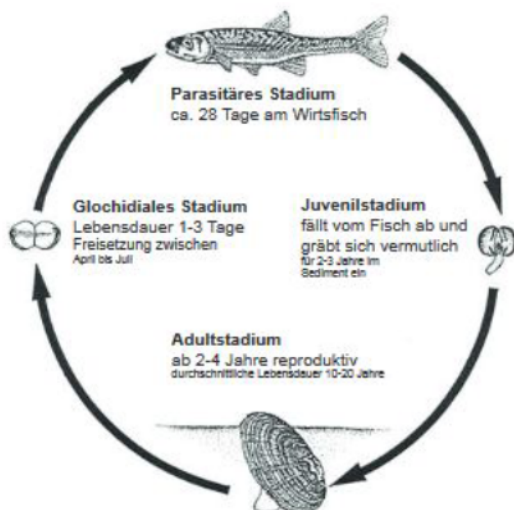 Parasitäres Stadium
ca. 28 Tage am Wirtsfisch
Glochidiales Stadium
Lebensdauer 1-3 Tage
Freisetzung zwischen
April bis Juli
Juvenilstadium
fällt vom Fisch ab und
gräbt sich vermutlich
für 2-3 Jahre im
Sediment ein
Adultstadium
ab 2-4 Jahre reproduktiv
durchschnittliche Lebensdauer 10-20 Jahre